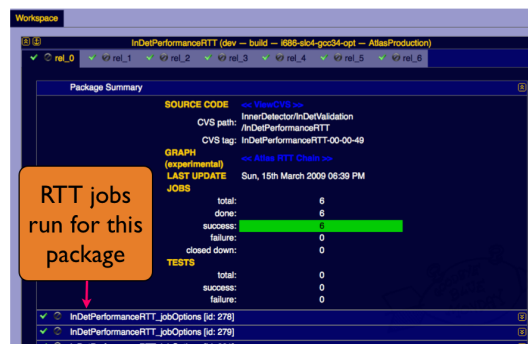 Workspace
InDetPerformanceRTT (dev — build — i686-slc4-gcc34-opt — AtlasProduction)
rel_0 rel_1 rel_2 rel_3 rel_4 rel_5 rel_6
Package Summary
SOURCE CODE << ViewCVS >>
CVS path: InnerDetector/InDetValidation
/InDetPerformanceRTT
CVS tag: InDetPerformanceRTT-00-00-49
GRAPH
(experimental) << Atlas RTT Chain >>
LAST UPDATE Sun, 15th March 2009 06:39 PM
JOBS
total: 6
done: 6
success: 6
failure: 0
closed down: 0
TESTS
total: 0
success: 0
failure: 0
RTT jobs
run for this
package
InDetPerformanceRTT_jobOptions [id: 278]
InDetPerformanceRTT_jobOptions [id: 279]